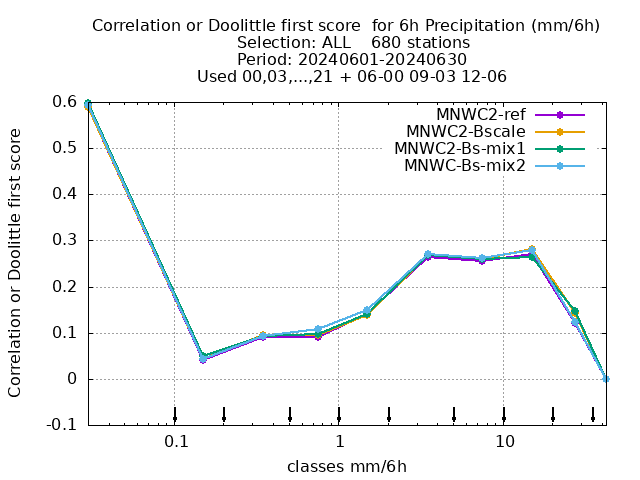 Correlation or Doolittle first score  for 6h Precipitation (mm/6h)
Selection: ALL    680 stations
Period: 20240601-20240630
Used 00,03,...,21 + 06-00 09-03 12-06
MNWC2-ref
MNWC2-Bscale
MNWC2-Bs-mix1
MNWC-Bs-mix2
Correlation or Doolittle first score
0.6
0.5
0.4
0.3
0.2
0.1
0
-0.1
0.1
1
10
classes mm/6h